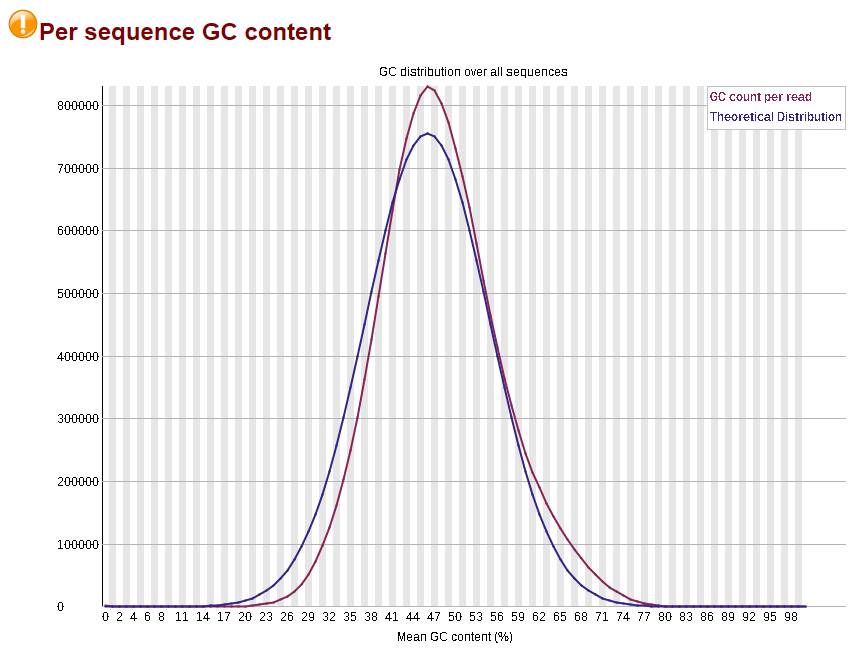 Per sequence GC content
GC distribution over all sequences
GC count per read
Theoretical Distribution
800000
700000
600000
500000
400000
300000
200000
100000
0
0 2 4 6 8 11 14 17 20 23 26 29 32 35 38 41 44 47 50 53 56 59 62 65 68 71 74 77 80 83 86 89 92 95 98
Mean GC content (%)